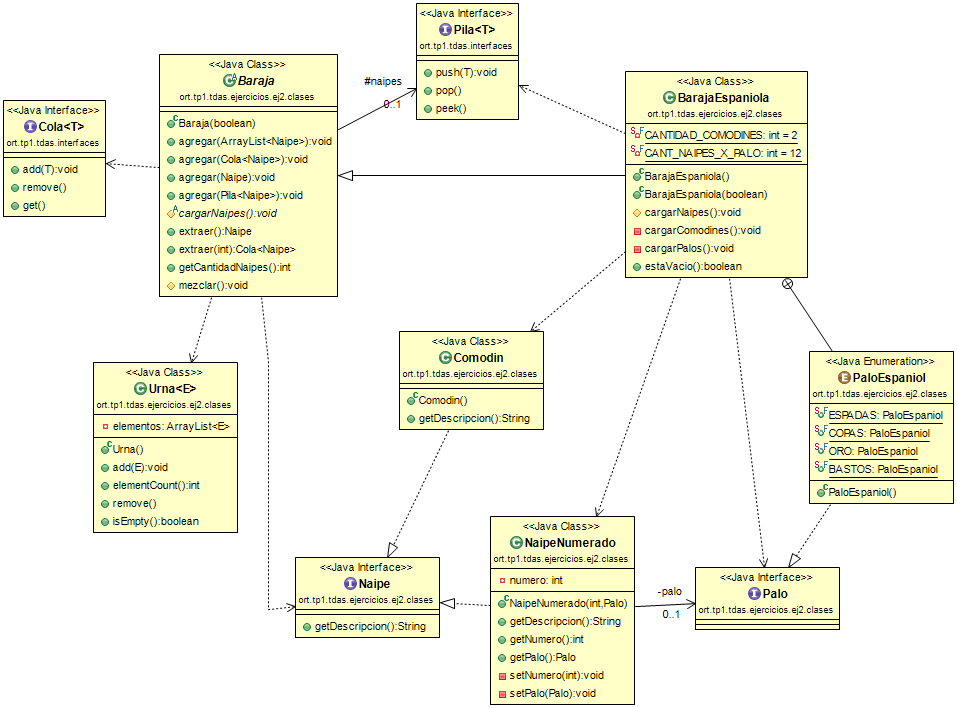 <<Java Interface>>
Pila<T>
ort.tp1.tdas.interfaces
push(T):void
pop()
peek()
<<Java Class>>
Baraja
ort.tp1.tdas.ejercicios.ej2.clases
Baraja(boolean)
agregar(ArrayList<Naipe>):void
agregar(Cola<Naipe>):void
agregar(Naipe):void
agregar(Pila<Naipe>):void
cargarNaipes():void
extraer():Naipe
extraer(int):Cola<Naipe>
getCantidadNaipes():int
mezclar():void
#naipes
0..1
<<Java Class>>
BarajaEspaniola
ort.tp1.tdas.ejercicios.ej2.clases
CANTIDAD_COMODINES: int = 2
CANT_NAIPES_X_PALO: int = 12
BarajaEspaniola()
BarajaEspaniola(boolean)
cargarNaipes():void
cargarComodines():void
cargarPalos():void
estaVacio():boolean
<<Java Interface>>
Cola<T>
ort.tp1.tdas.interfaces
add(T):void
remove()
get()
<<Java Class>>
Urna<E>
ort.tp1.tdas.ejercicios.ej2.clases
elementos: ArrayList<E>
Urna()
add(E):void
elementCount():int
remove()
isEmpty():boolean
<<Java Class>>
Comodin
ort.tp1.tdas.ejercicios.ej2.clases
Comodin()
getDescripcion():String
<<Java Enumeration>>
PaloEspaniol
ort.tp1.tdas.ejercicios.ej2.clases
ESPADAS: PaloEspaniol
COPAS: PaloEspaniol
ORO: PaloEspaniol
BASTOS: PaloEspaniol
PaloEspaniol()
<<Java Interface>>
Naipe
ort.tp1.tdas.ejercicios.ej2.clases
getDescripcion():String
<<Java Class>>
NaipeNumerado
ort.tp1.tdas.ejercicios.ej2.clases
numero: int
NaipeNumerado(int,Palo)
getDescripcion():String
getNumero():int
getPalo():Palo
setNumero(int):void
setPalo(Palo):void
-palo
0..1
<<Java Interface>>
Palo
ort.tp1.tdas.ejercicios.ej2.clases